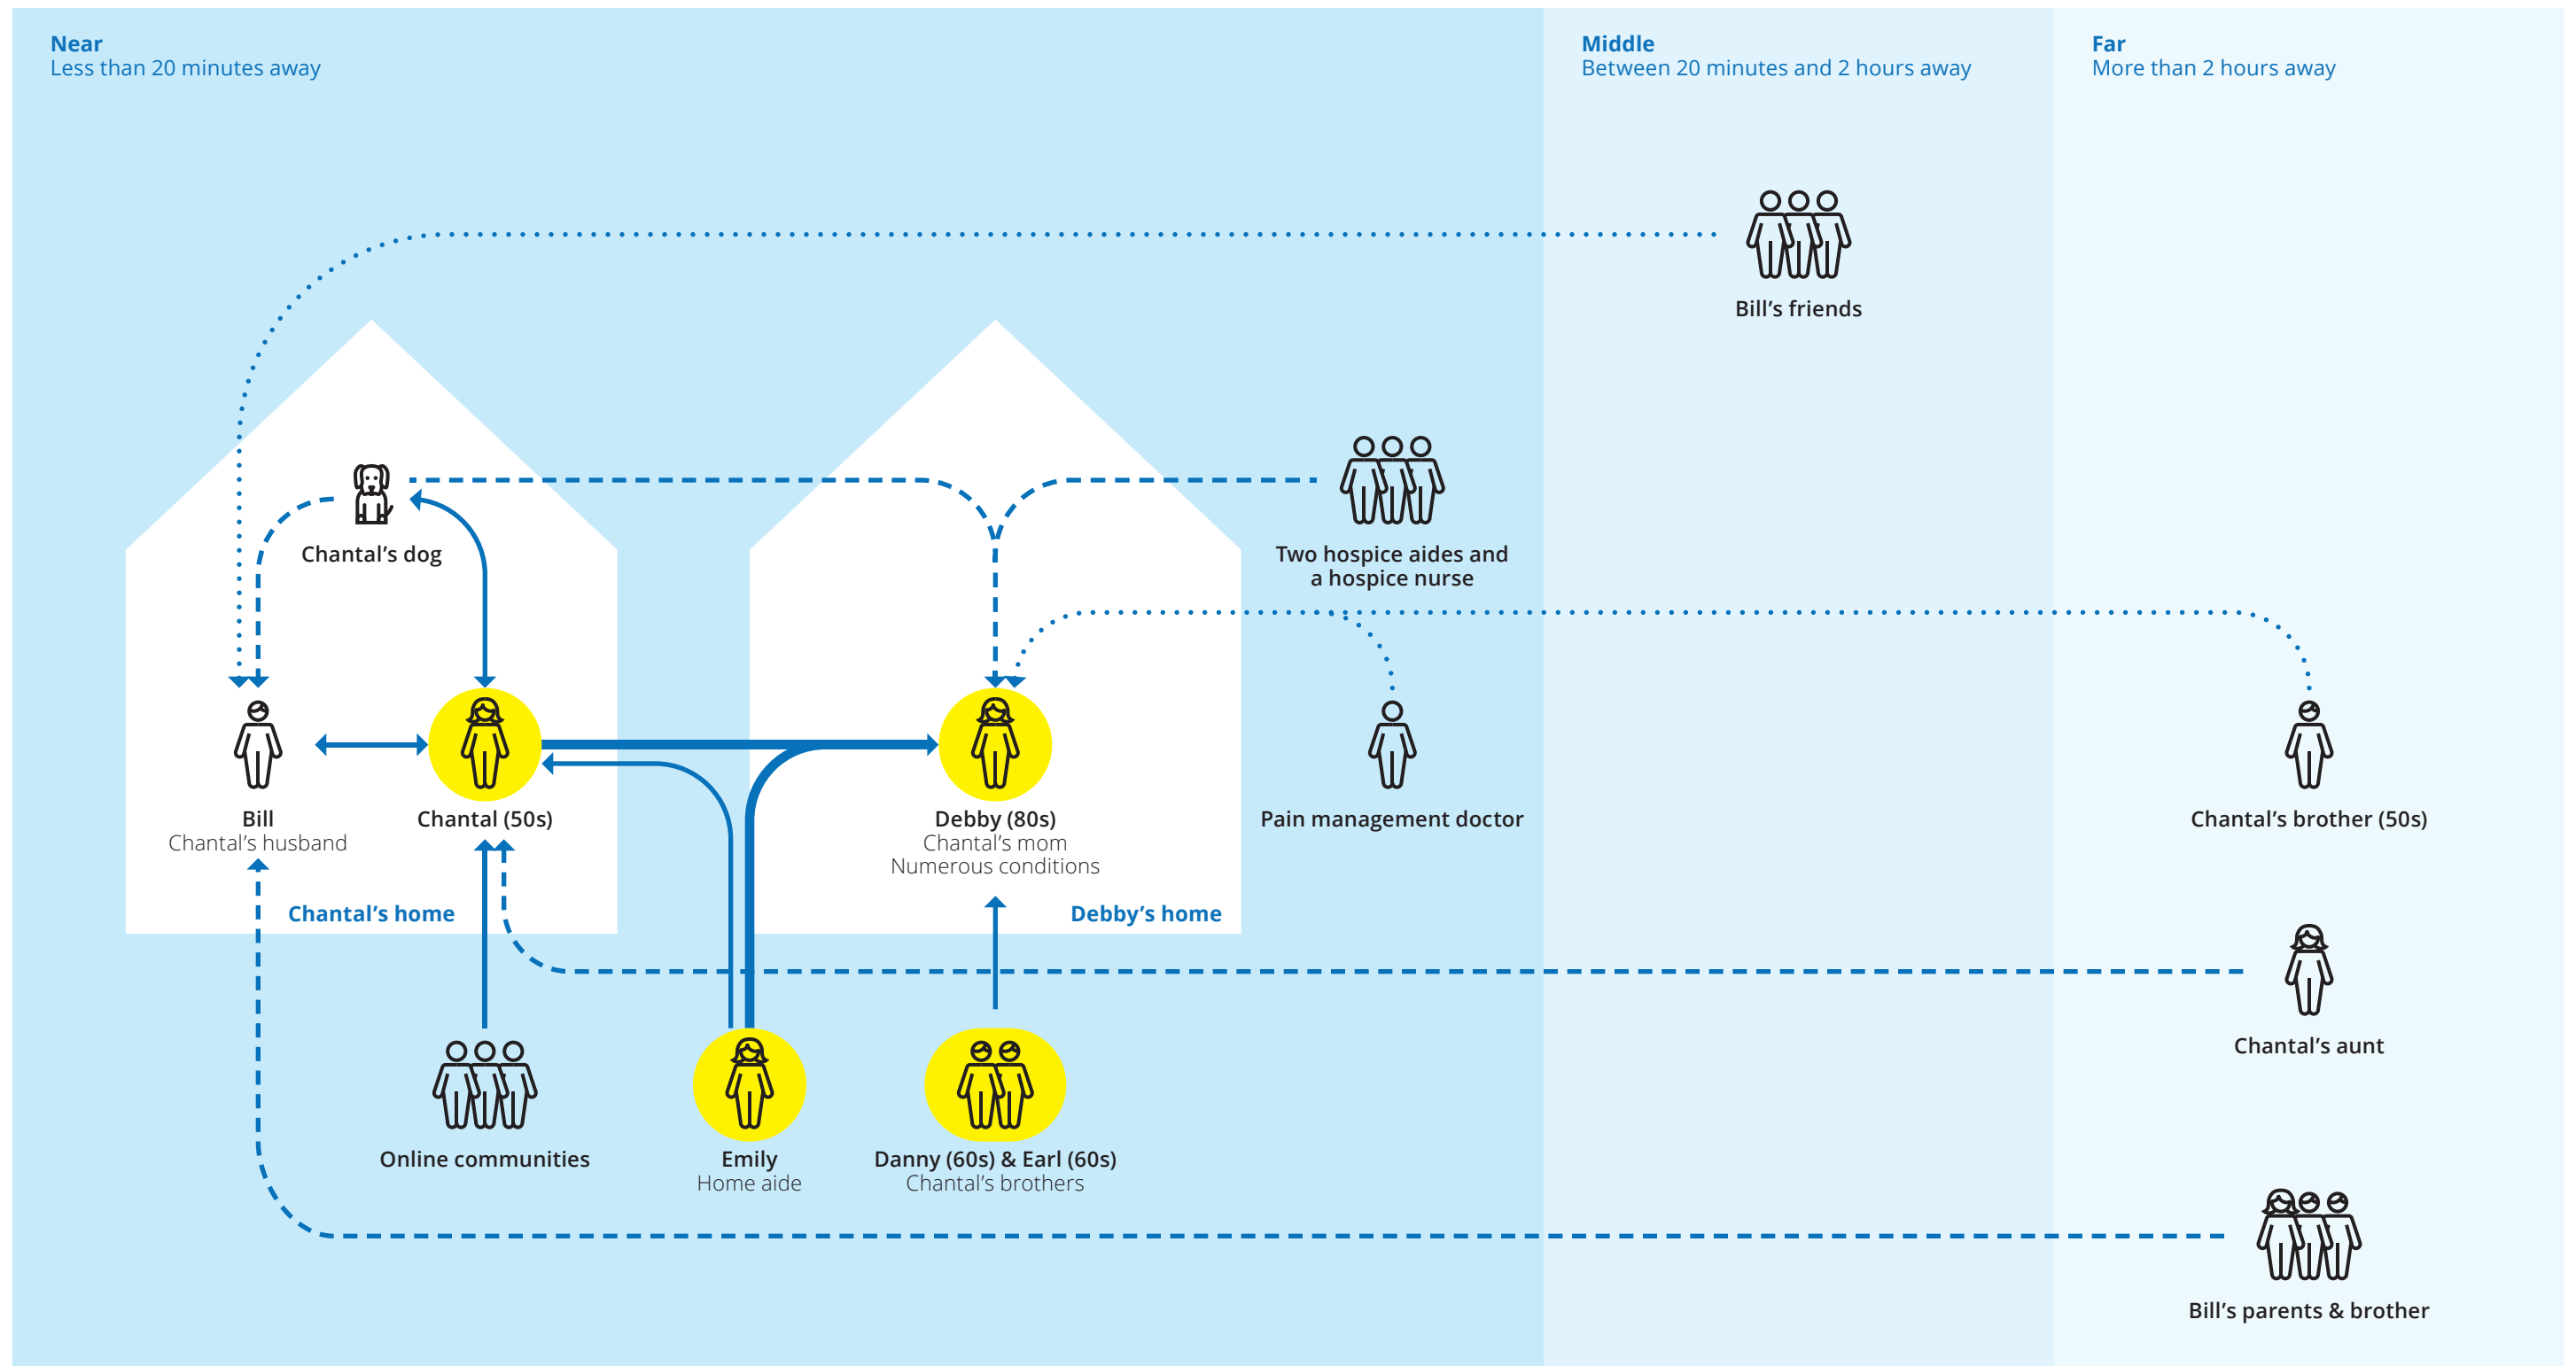 Near
Less than 20 minutes away
Middle
Between 20 minutes and 2 hours away
Far
More than 2 hours away
Bill’s friends
Chantal’s dog
Two hospice aides and
a hospice nurse
Bill
Chantal’s husband
Chantal (50s)
Debby (80s)
Chantal’s mom
Numerous conditions
Pain management doctor
Chantal’s brother (50s)
Chantal’s home
Debby’s home
Chantal’s aunt
Online communities
Emily
Home aide
Danny (60s) & Earl (60s)
Chantal’s brothers
Bill’s parents & brother